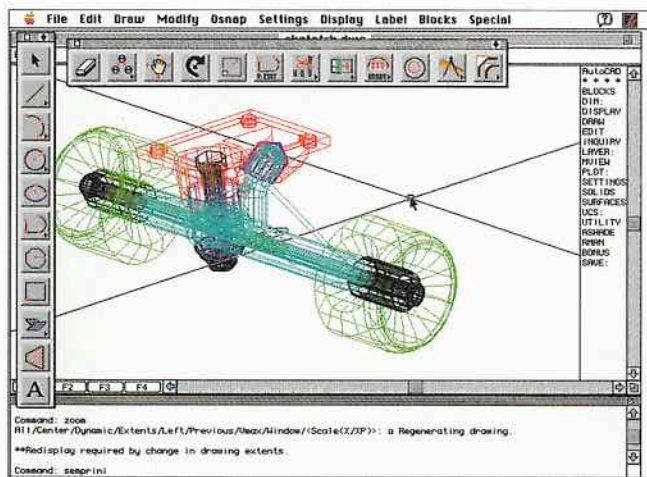 File Edit Draw Modify Osnap Settings Display Label Blocks Special
sketch.dwg
AutoCAD
* * * *
BLOCKS
DIM:
DISPLAY
DRAW
EDIT
INQUIRY
LAYER:
MVIEW
PLOT:
SETTINGS
SOLIDS
SURFACES
UCS:
UTILITY
ASHADE
RMAN
BONUS
SAVE:
A
F2 F3 F4
Command: zoom
All/Center/Dynamic/Extents/Left/Previous/Vmax/Window/<Scale(X/XP)>: a Regenerating drawing.
**Redisplay required by change in drawing extents.
Command: semprini